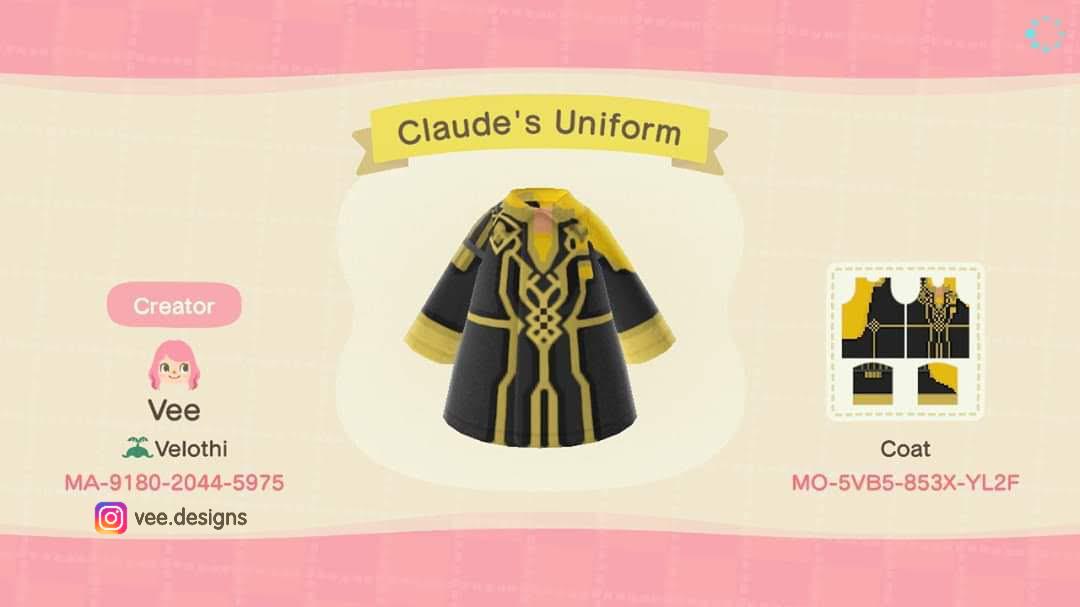 Claude's Uniform
Creator
Vee
Velothi
MA-9180-2044-5975
vee.designs
Coat
MO-5VB5-853X-YL2F